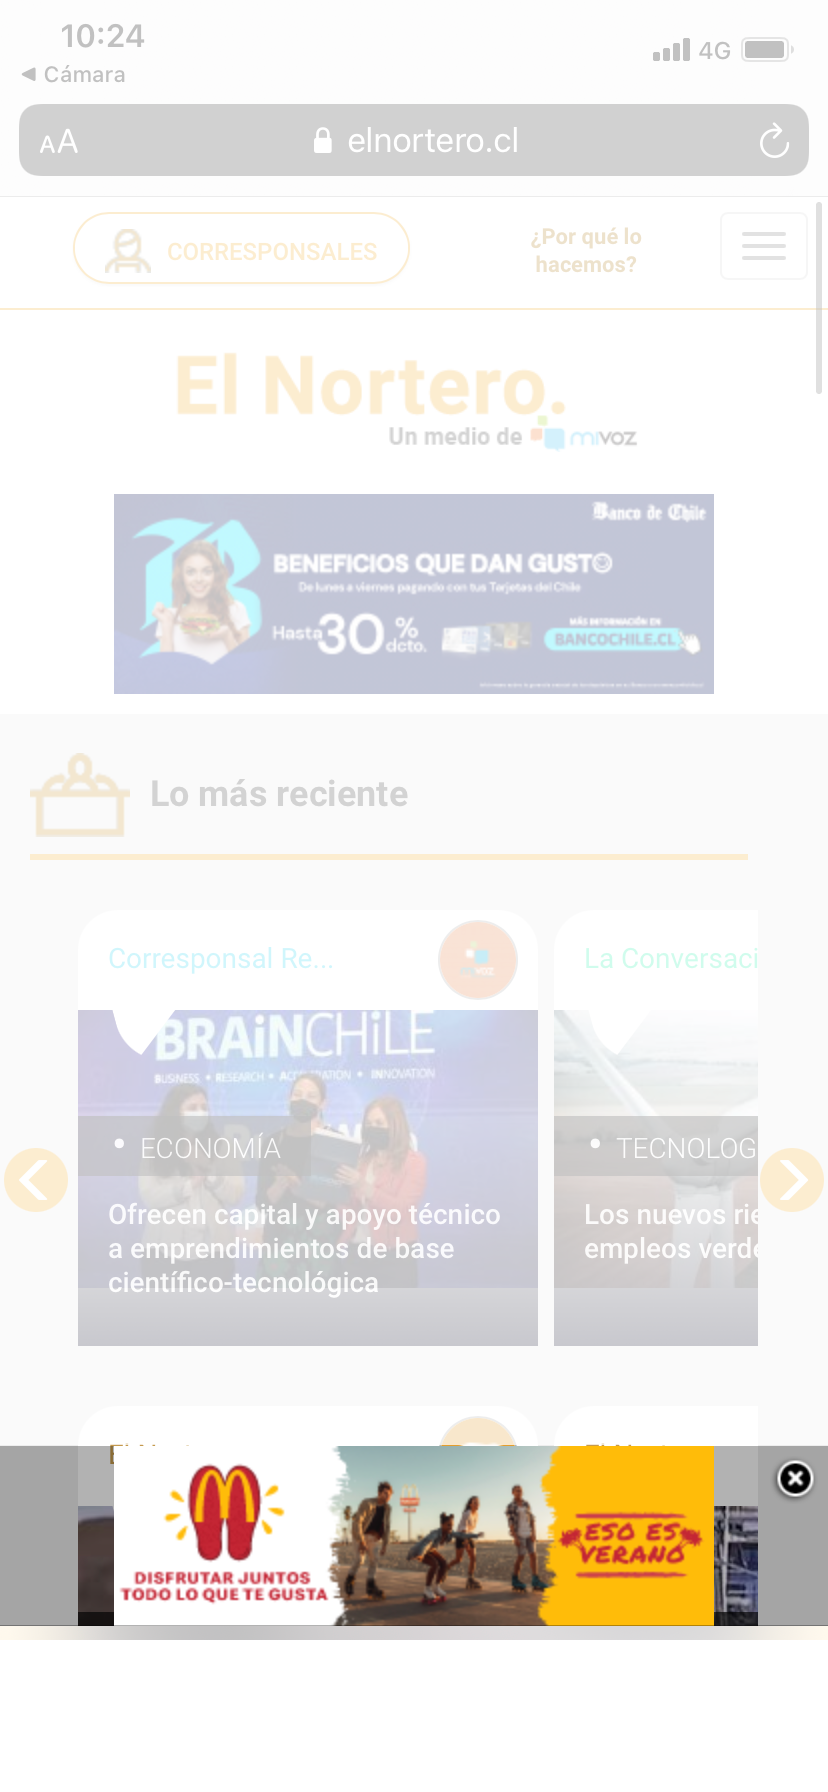 10:24
4G
◀ Cámara
AA
elnortero.cl
CORRESPONSALES
¿Por qué lo
hacemos?
El Nortero.
Un medio de mivoz
Banco de Chile
BENEFICIOS QUE DAN GUSTO
De lunes a viernes pagando con tus Tarjetas del Chile
Hasta 30% dcto.
MÁS INFORMACIÓN EN
BANCOCHILE.CL
Lo más reciente
Corresponsal Re...
mivoz
La Conversaci
BRAiNCHiLE
BUSINESS • RESEARCH • ACCELERATION • INNOVATION
• ECONOMÍA
• TECNOLOG
Ofrecen capital y apoyo técnico
a emprendimientos de base
científico-tecnológica
Los nuevos rie
empleos verde
DISFRUTAR JUNTOS
TODO LO QUE TE GUSTA
ESO ES
VERANO